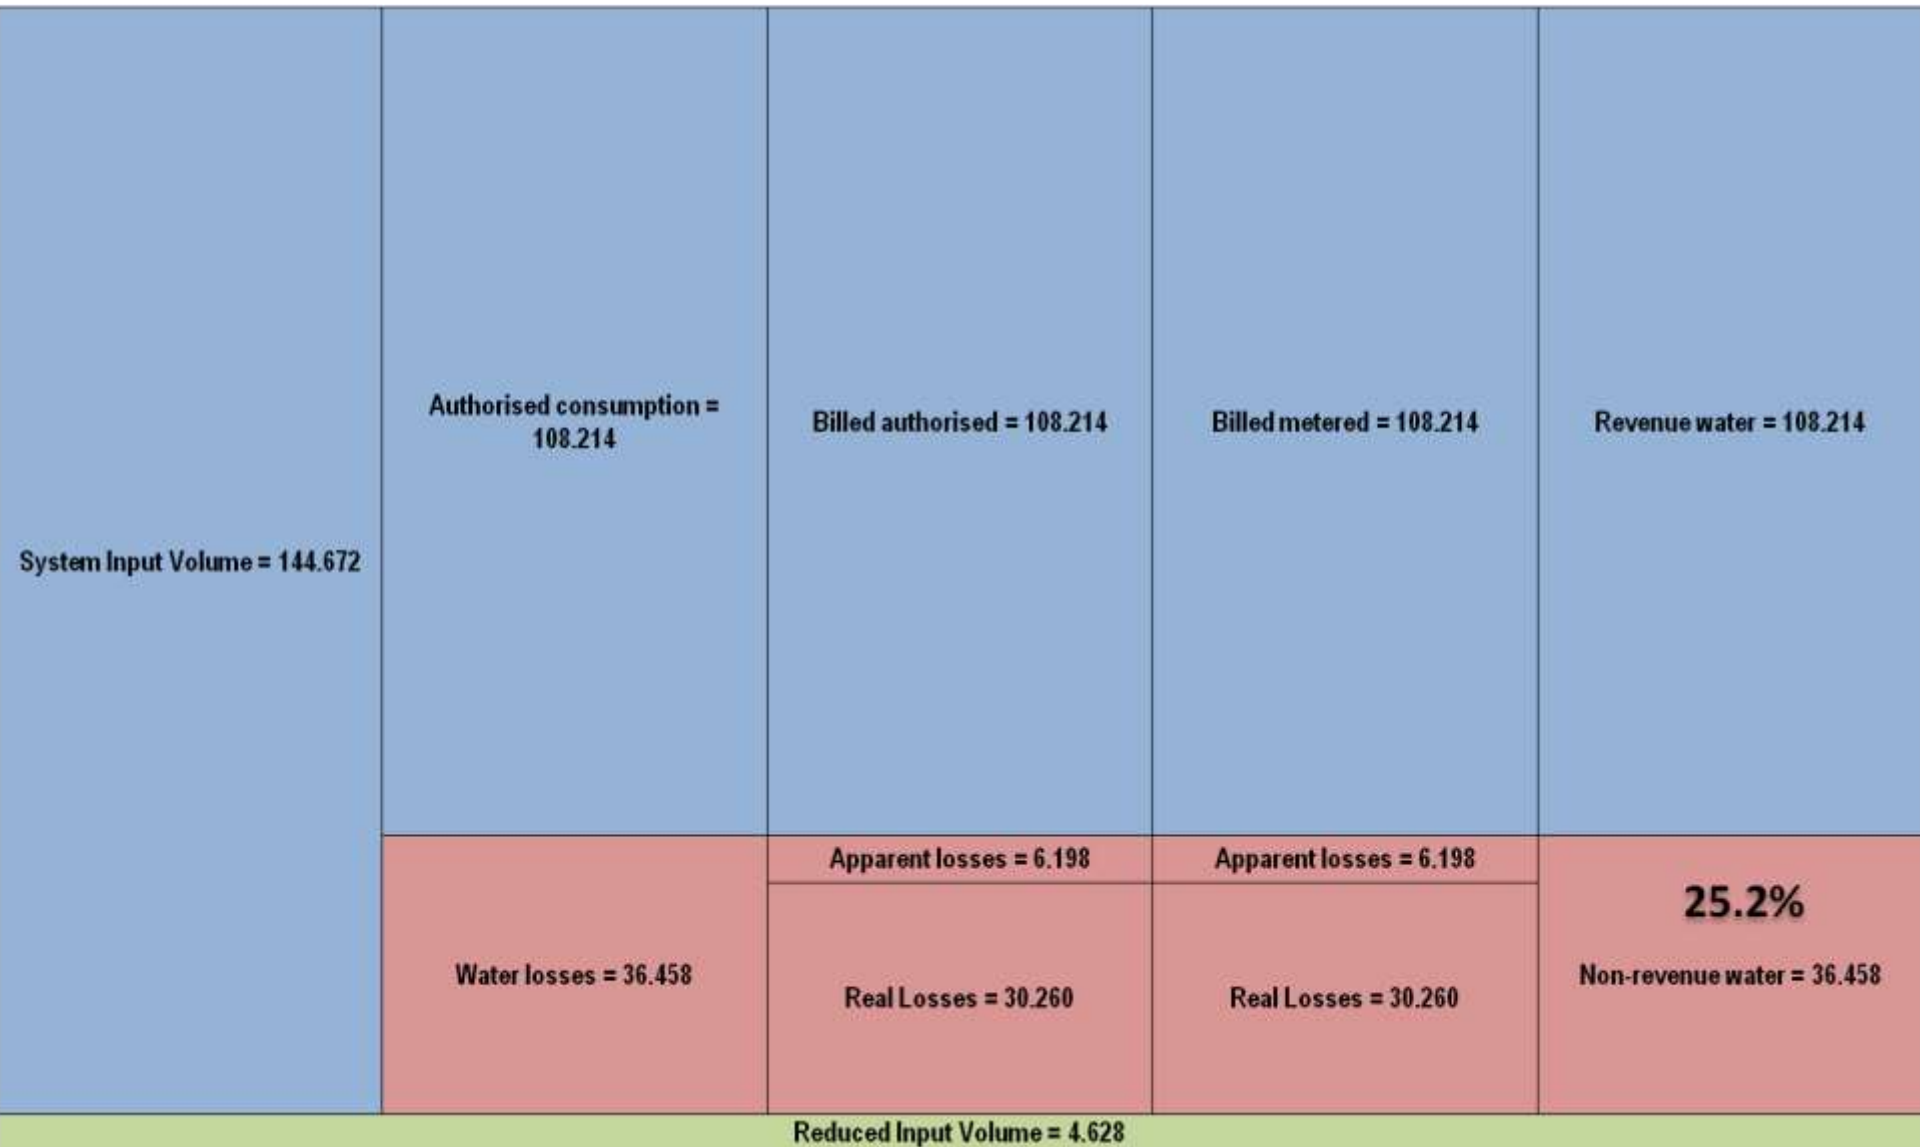 System Input Volume = 144.672
Authorised consumption =
108.214
Billed authorised = 108.214
Billed metered = 108.214
Revenue water = 108.214
Water losses = 36.458
Apparent losses = 6.198
Real Losses = 30.260
Apparent losses = 6.198
Real Losses = 30.260
25.2%
Non-revenue water = 36.458
Reduced Input Volume = 4.628